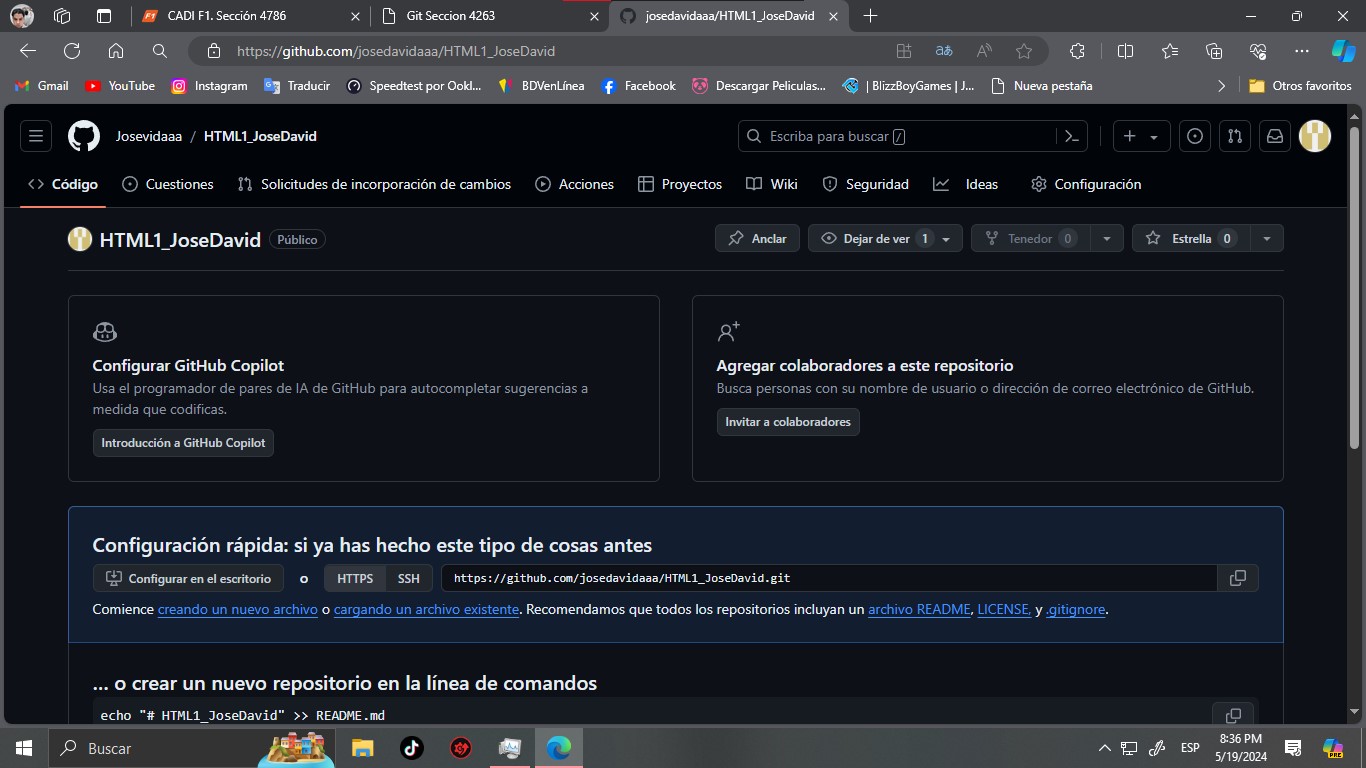 CADI F1. Sección 4786
Git Seccion 4263
josedavidaaa/HTML1_JoseDavid
https://github.com/josedavidaaa/HTML1_JoseDavid
Gmail
YouTube
Instagram
Traducir
Speedtest por Ookl...
BDVenLínea
Facebook
Descargar Peliculas...
| BlizzBoyGames | J...
Nueva pestaña
Otros favoritos
Josevidaaa / HTML1_JoseDavid
Escriba para buscar /
Código
Cuestiones
Solicitudes de incorporación de cambios
Acciones
Proyectos
Wiki
Seguridad
Ideas
Configuración
HTML1_JoseDavid
Público
Anclar
Dejar de ver 1
Tenedor 0
Estrella 0
Configurar GitHub Copilot
Usa el programador de pares de IA de GitHub para autocompletar sugerencias a
medida que codificas.
Introducción a GitHub Copilot
Agregar colaboradores a este repositorio
Busca personas con su nombre de usuario o dirección de correo electrónico de GitHub.
Invitar a colaboradores
Configuración rápida: si ya has hecho este tipo de cosas antes
Configurar en el escritorio
o
HTTPS
SSH
https://github.com/josedavidaaa/HTML1_JoseDavid.git
Comience creando un nuevo archivo o cargando un archivo existente. Recomendamos que todos los repositorios incluyan un archivo README, LICENSE, y .gitignore.
... o crear un nuevo repositorio en la línea de comandos
echo "# HTML1_JoseDavid" >> README.md
Buscar
ESP
8:36 PM
5/19/2024
PRE